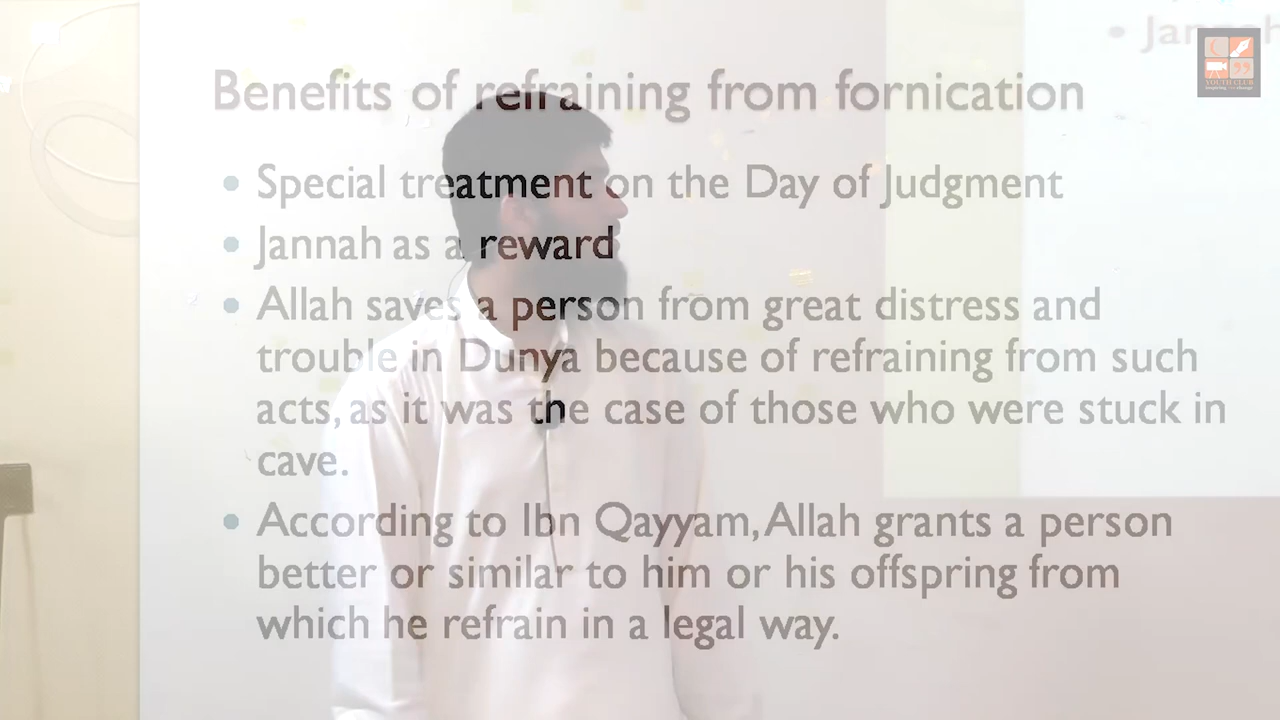 • Jannah
YOUTH CLUB
Benefits of refraining from fornication
• Special treatment on the Day of Judgment
• Jannah as a reward
• Allah saves a person from great distress and
trouble in Dunya because of refraining from such
acts, as it was the case of those who were stuck in
cave.
• According to Ibn Qayyam, Allah grants a person
better or similar to him or his offspring from
which he refrain in a legal way.